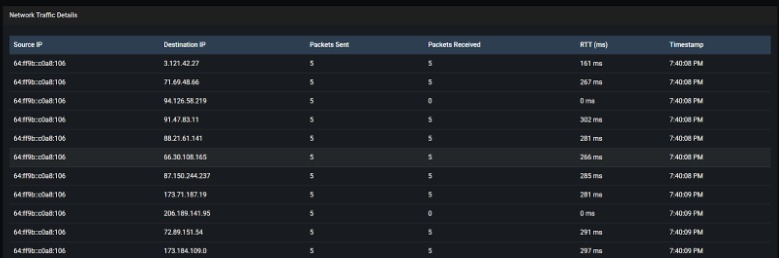 Network Traffic Details
Source IP Destination IP Packets Sent Packets Received RTT (ms) Timestamp
64:ff9b::c0a8:106 3.121.42.27 5 5 161 ms 7:40:08 PM
64:ff9b::c0a8:106 71.69.48.66 5 5 267 ms 7:40:08 PM
64:ff9b::c0a8:106 94.126.58.219 5 0 0 ms 7:40:08 PM
64:ff9b::c0a8:106 91.47.83.11 5 5 302 ms 7:40:08 PM
64:ff9b::c0a8:106 88.21.61.141 5 5 281 ms 7:40:08 PM
64:ff9b::c0a8:106 66.30.108.165 5 5 266 ms 7:40:08 PM
64:ff9b::c0a8:106 87.150.244.237 5 5 285 ms 7:40:08 PM
64:ff9b::c0a8:106 173.71.187.19 5 5 281 ms 7:40:09 PM
64:ff9b::c0a8:106 206.189.141.95 5 0 0 ms 7:40:09 PM
64:ff9b::c0a8:106 72.89.151.54 5 5 291 ms 7:40:09 PM
64:ff9b::c0a8:106 173.184.109.0 5 5 297 ms 7:40:09 PM